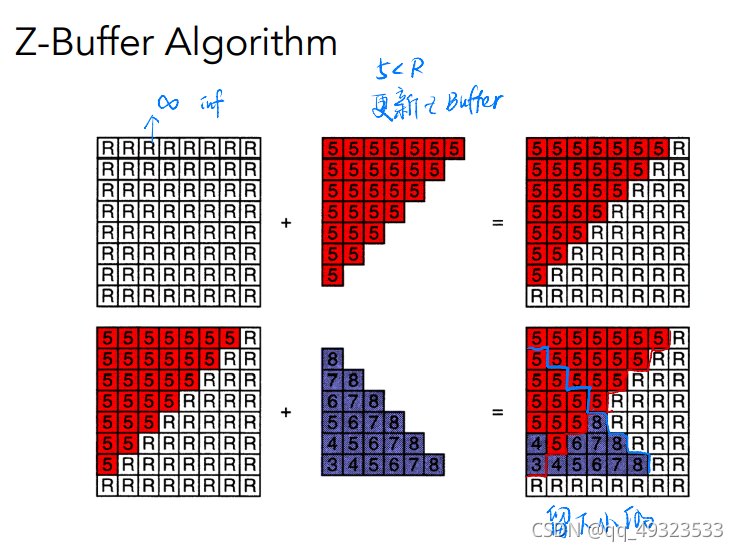 Z-Buffer Algorithm
5<R
∞ inf
更新 z Buffer
R R R R R R R R
R R R R R R R R
R R R R R R R R
R R R R R R R R
R R R R R R R R
R R R R R R R R
R R R R R R R R
R R R R R R R R
+
5 5 5 5 5 5 5
5 5 5 5 5 5
5 5 5 5 5
5 5 5 5
5 5 5
5 5
5
=
5 5 5 5 5 5 5 R
5 5 5 5 5 5 R R
5 5 5 5 5 R R R
5 5 5 5 R R R R
5 5 5 R R R R R
5 5 R R R R R R
5 R R R R R R R
R R R R R R R R
5 5 5 5 5 5 5 R
5 5 5 5 5 5 R R
5 5 5 5 5 R R R
5 5 5 5 R R R R
5 5 5 R R R R R
5 5 R R R R R R
5 R R R R R R R
R R R R R R R R
+
8
7 8
6 7 8
5 6 7 8
4 5 6 7 8
3 4 5 6 7 8
=
5 5 5 5 5 5 5 R
5 5 5 5 5 5 R R
5 5 5 5 5 R R R
5 5 5 5 R R R R
5 5 5 8 R R R R
4 5 6 7 8 R R R
3 4 5 6 7 8 R R
R R R R R R R R
留下小的
CSDN @qq_49323533